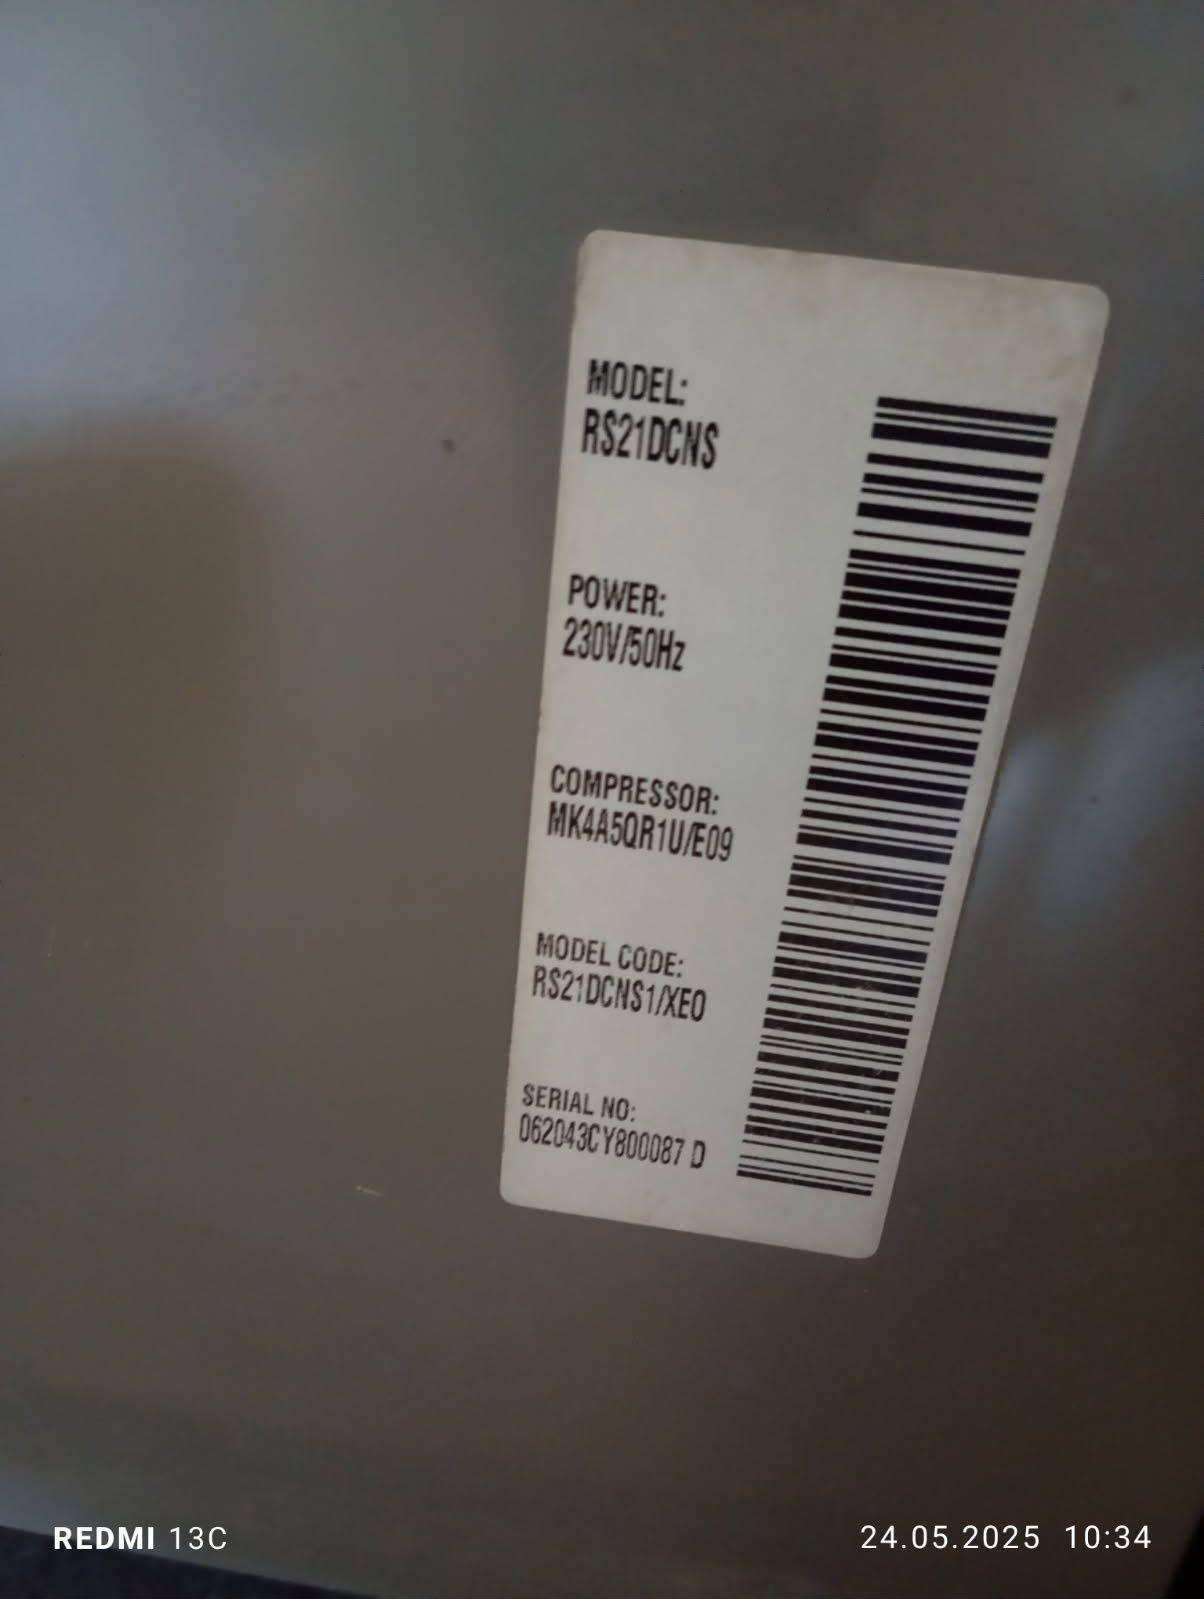 MODEL:
RS21DCNS
POWER:
230V/50Hz
COMPRESSOR:
MK4A5QR1U/E09
MODEL CODE:
RS21DCNS1/XEO
SERIAL NO:
062043CY800087 D
REDMI 13C
24.05.2025 10:34